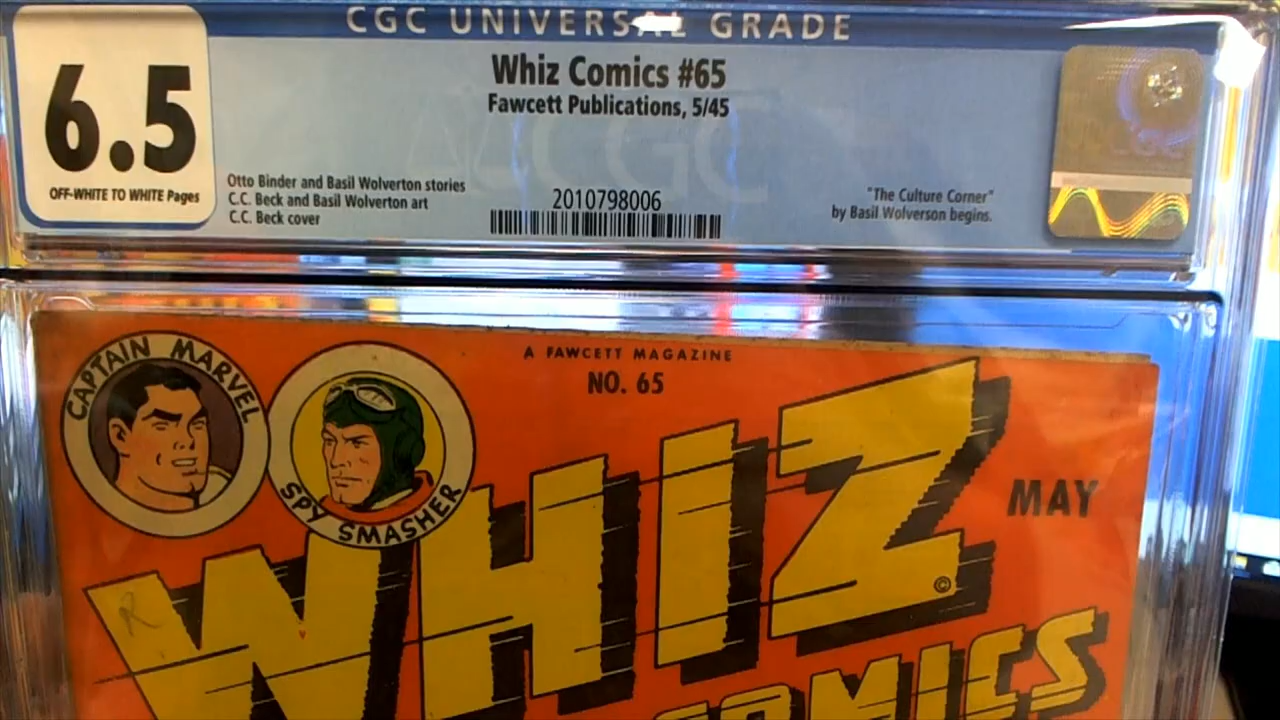 CGC UNIVERSAL GRADE
6.5
OFF-WHITE TO WHITE Pages
Whiz Comics #65
Fawcett Publications, 5/45
Otto Binder and Basil Wolverton stories
C.C. Beck and Basil Wolverton art
C.C. Beck cover
2010798006
"The Culture Corner"
by Basil Wolverson begins.
CGC
A FAWCETT MAGAZINE
NO. 65
CAPTAIN MARVEL
SPY SMASHER
MAY
WHIZ
©
R
COMICS